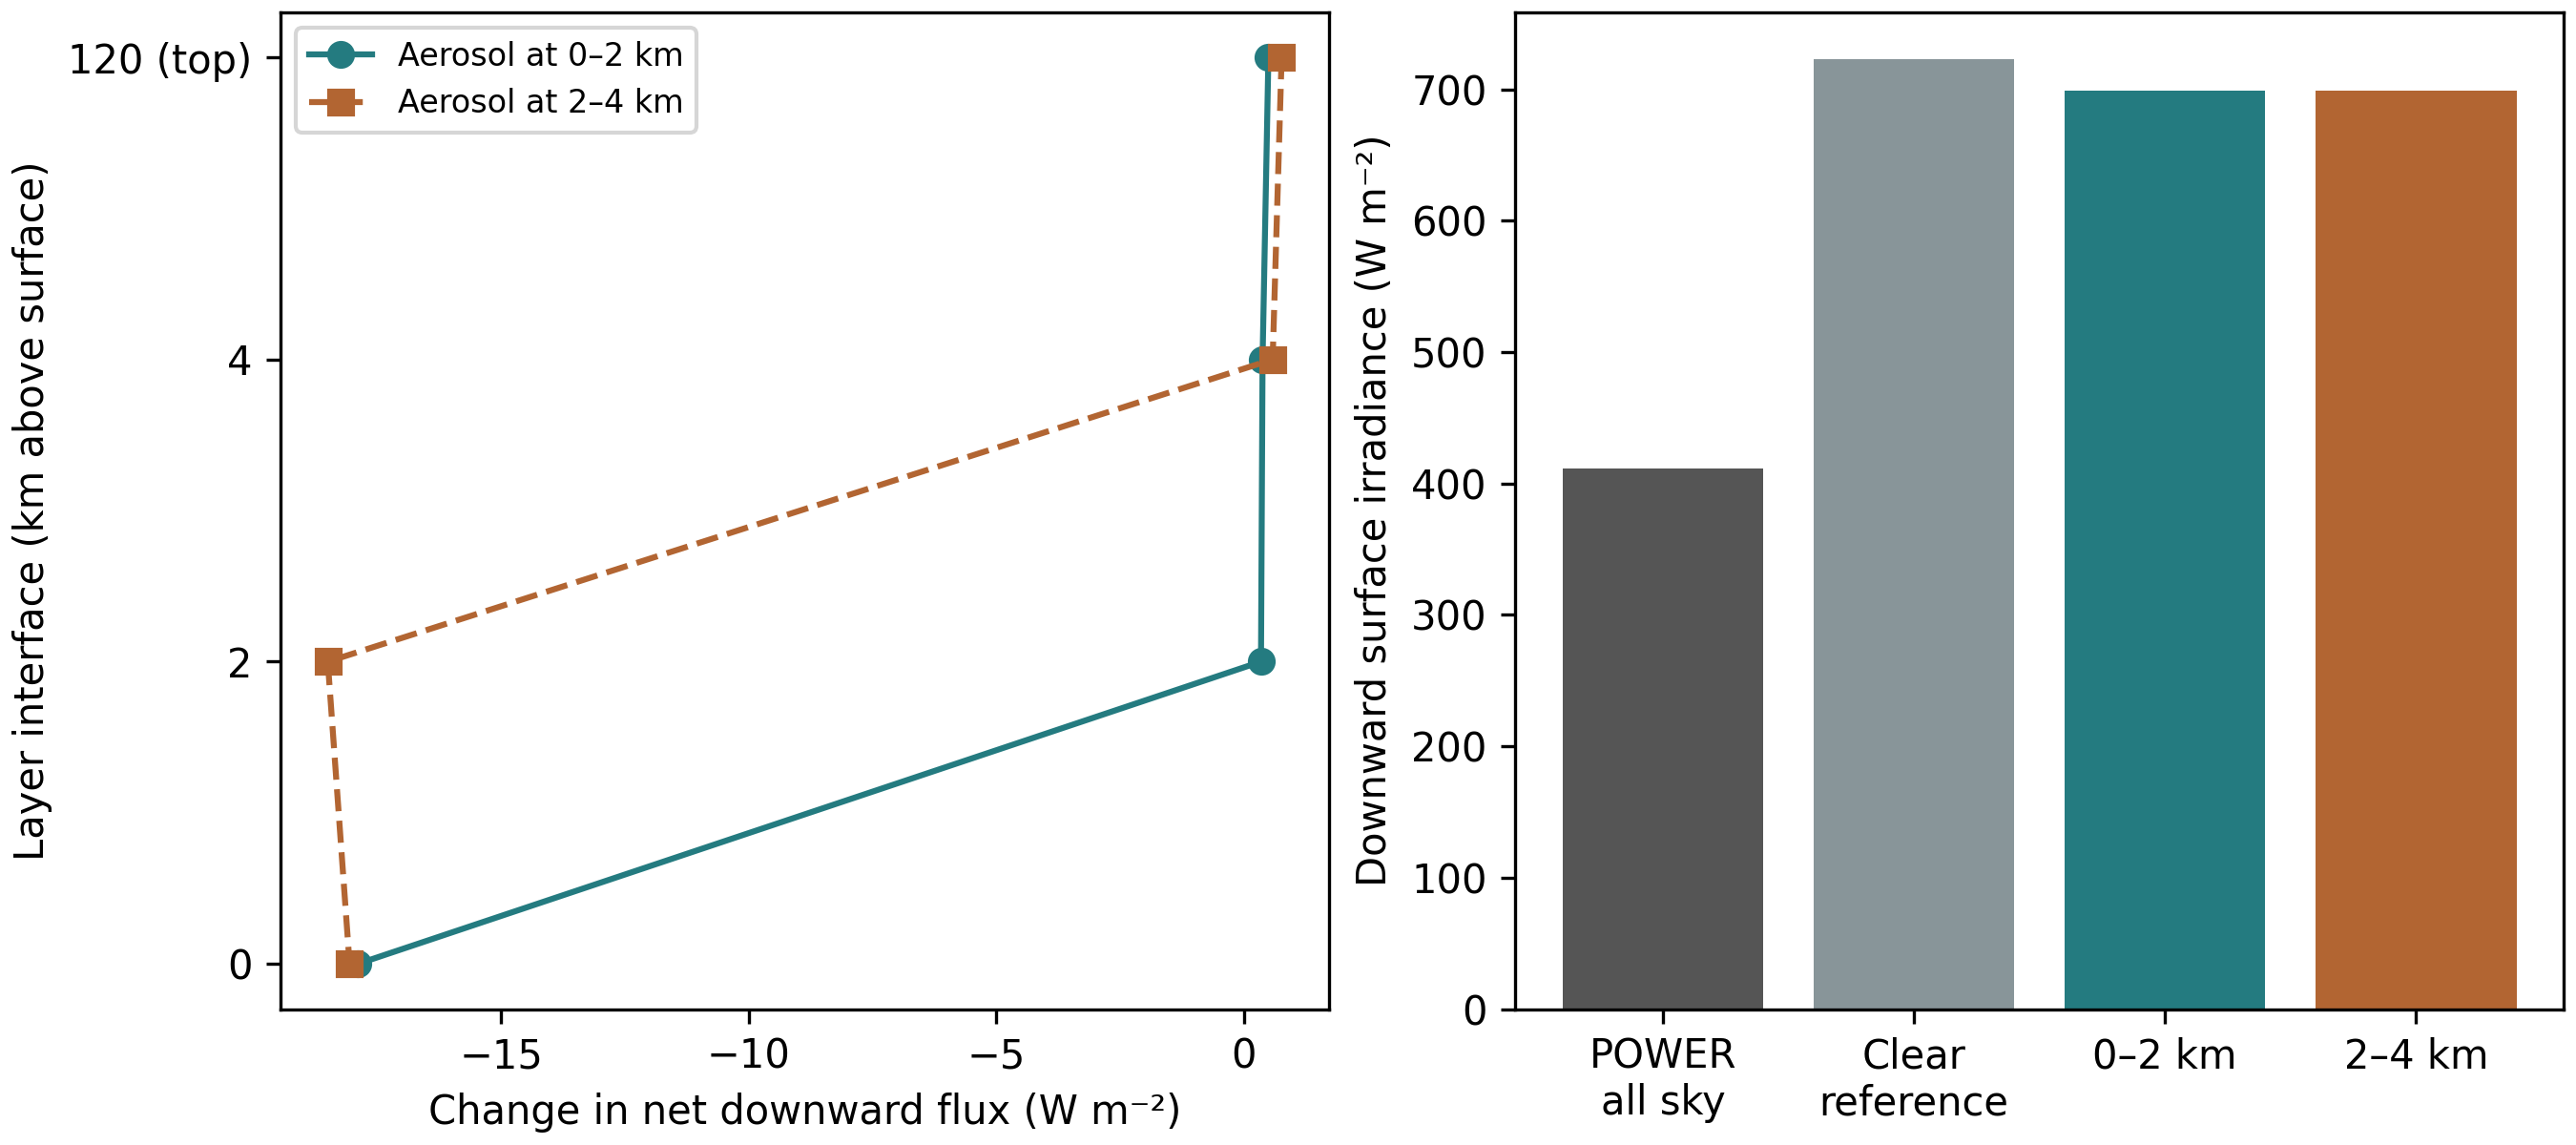 Aerosol at 0–2 km
Aerosol at 2–4 km
Layer interface (km above surface)
120 (top)
4
2
0
−15
−10
−5
0
Change in net downward flux (W m⁻²)
Downward surface irradiance (W m⁻²)
700
600
500
400
300
200
100
0
POWER
all sky
Clear
reference
0–2 km
2–4 km